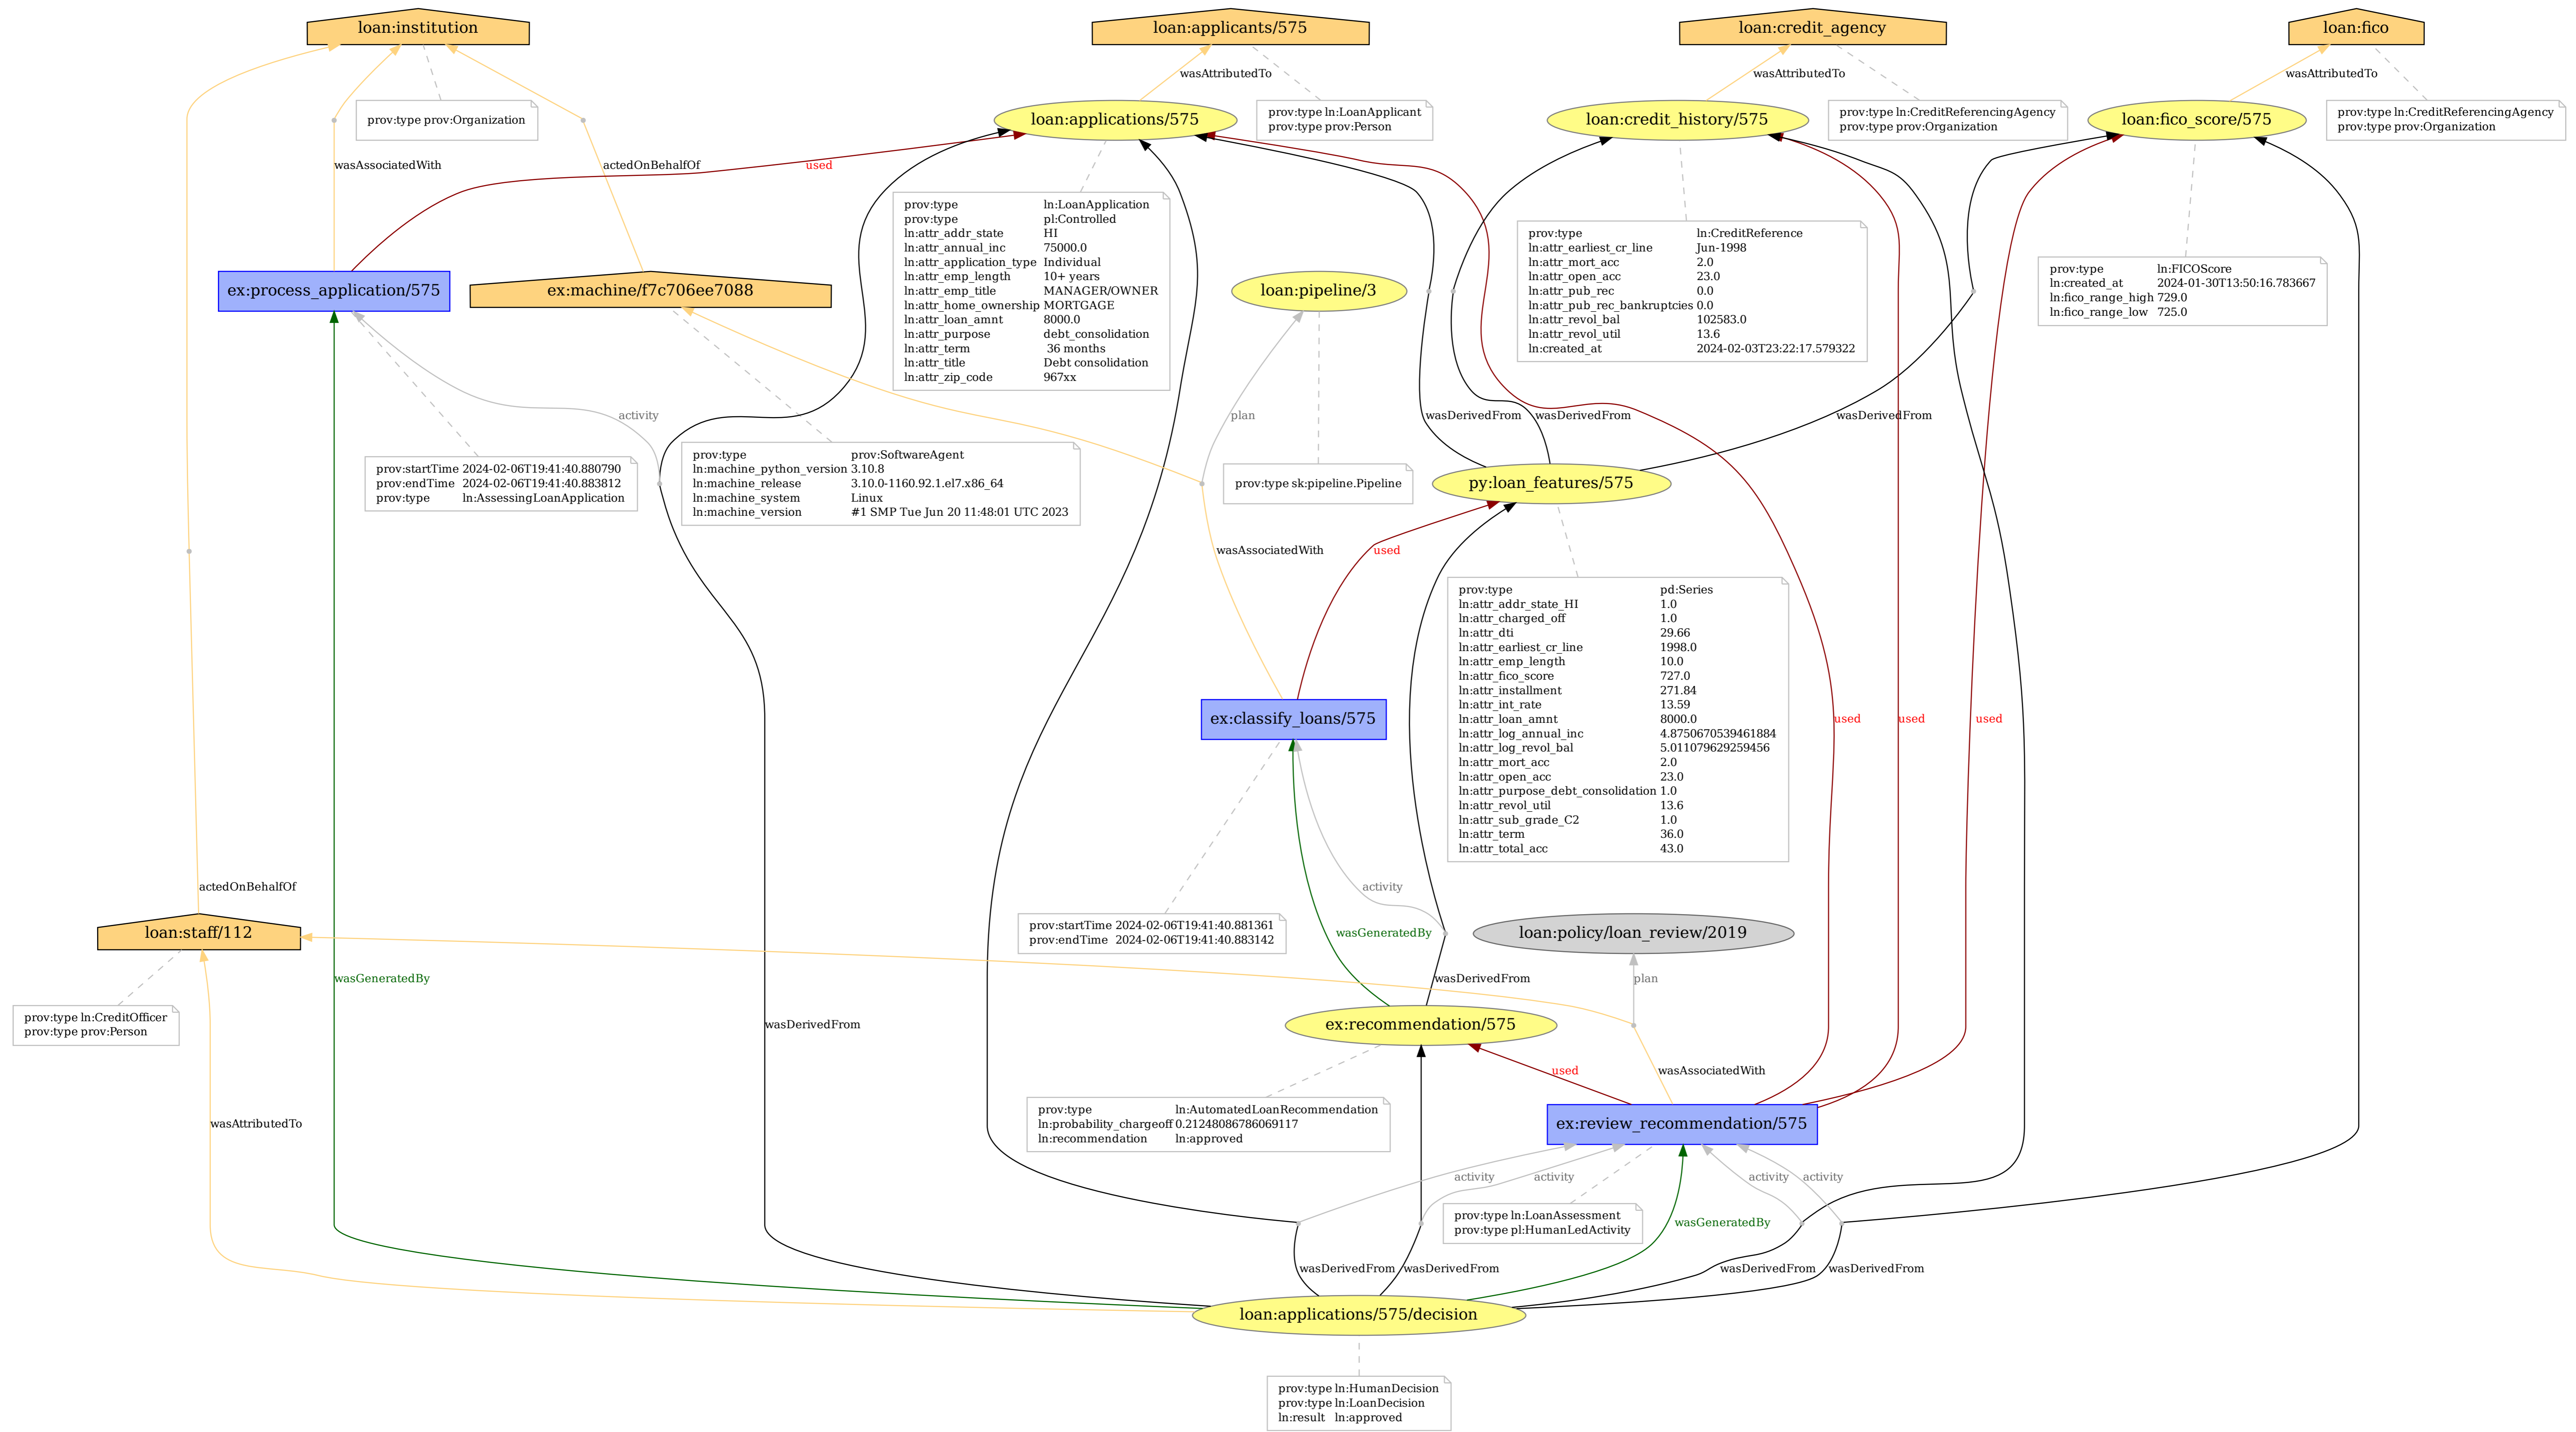 loan:institution
loan:applicants/575
loan:credit_agency
loan:fico
wasAttributedTo
wasAttributedTo
wasAttributedTo
prov:type prov:Organization
loan:applications/575
prov:type ln:LoanApplicant
prov:type prov:Person
loan:credit_history/575
prov:type ln:CreditReferencingAgency
prov:type prov:Organization
loan:fico_score/575
prov:type ln:CreditReferencingAgency
prov:type prov:Organization
wasAssociatedWith
actedOnBehalfOf
used
prov:type ln:LoanApplication
prov:type pl:Controlled
ln:attr_addr_state HI
ln:attr_annual_inc 75000.0
ln:attr_application_type Individual
ln:attr_emp_length 10+ years
ln:attr_emp_title MANAGER/OWNER
ln:attr_home_ownership MORTGAGE
ln:attr_loan_amnt 8000.0
ln:attr_purpose debt_consolidation
ln:attr_term 36 months
ln:attr_title Debt consolidation
ln:attr_zip_code 967xx
prov:type ln:CreditReference
ln:attr_earliest_cr_line Jun-1998
ln:attr_mort_acc 2.0
ln:attr_open_acc 23.0
ln:attr_pub_rec 0.0
ln:attr_pub_rec_bankruptcies 0.0
ln:attr_revol_bal 102583.0
ln:attr_revol_util 13.6
ln:created_at 2024-02-03T23:22:17.579322
prov:type ln:FICOScore
ln:created_at 2024-01-30T13:50:16.783667
ln:fico_range_high 729.0
ln:fico_range_low 725.0
ex:process_application/575
ex:machine/f7c706ee7088
loan:pipeline/3
activity
plan
wasDerivedFrom
wasDerivedFrom
wasDerivedFrom
prov:startTime 2024-02-06T19:41:40.880790
prov:endTime 2024-02-06T19:41:40.883812
prov:type ln:AssessingLoanApplication
prov:type prov:SoftwareAgent
ln:machine_python_version 3.10.8
ln:machine_release 3.10.0-1160.92.1.el7.x86_64
ln:machine_system Linux
ln:machine_version #1 SMP Tue Jun 20 11:48:01 UTC 2023
prov:type sk:pipeline.Pipeline
py:loan_features/575
wasAssociatedWith
used
prov:type pd:Series
ln:attr_addr_state_HI 1.0
ln:attr_charged_off 1.0
ln:attr_dti 29.66
ln:attr_earliest_cr_line 1998.0
ln:attr_emp_length 10.0
ln:attr_fico_score 727.0
ln:attr_installment 271.84
ln:attr_int_rate 13.59
ln:attr_loan_amnt 8000.0
ln:attr_log_annual_inc 4.8750670539461884
ln:attr_log_revol_bal 5.011079629259456
ln:attr_mort_acc 2.0
ln:attr_open_acc 23.0
ln:attr_purpose_debt_consolidation 1.0
ln:attr_revol_util 13.6
ln:attr_sub_grade_C2 1.0
ln:attr_term 36.0
ln:attr_total_acc 43.0
ex:classify_loans/575
used
used
used
actedOnBehalfOf
activity
loan:staff/112
prov:startTime 2024-02-06T19:41:40.881361
prov:endTime 2024-02-06T19:41:40.883142
wasGeneratedBy
loan:policy/loan_review/2019
wasGeneratedBy
wasDerivedFrom
plan
prov:type ln:CreditOfficer
prov:type prov:Person
wasDerivedFrom
ex:recommendation/575
used
wasAssociatedWith
wasAttributedTo
prov:type ln:AutomatedLoanRecommendation
ln:probability_chargeoff 0.21248086786069117
ln:recommendation ln:approved
ex:review_recommendation/575
activity
activity
activity
activity
prov:type ln:LoanAssessment
prov:type pl:HumanLedActivity
wasGeneratedBy
wasDerivedFrom
wasDerivedFrom
wasDerivedFrom
wasDerivedFrom
loan:applications/575/decision
prov:type ln:HumanDecision
prov:type ln:LoanDecision
ln:result ln:approved